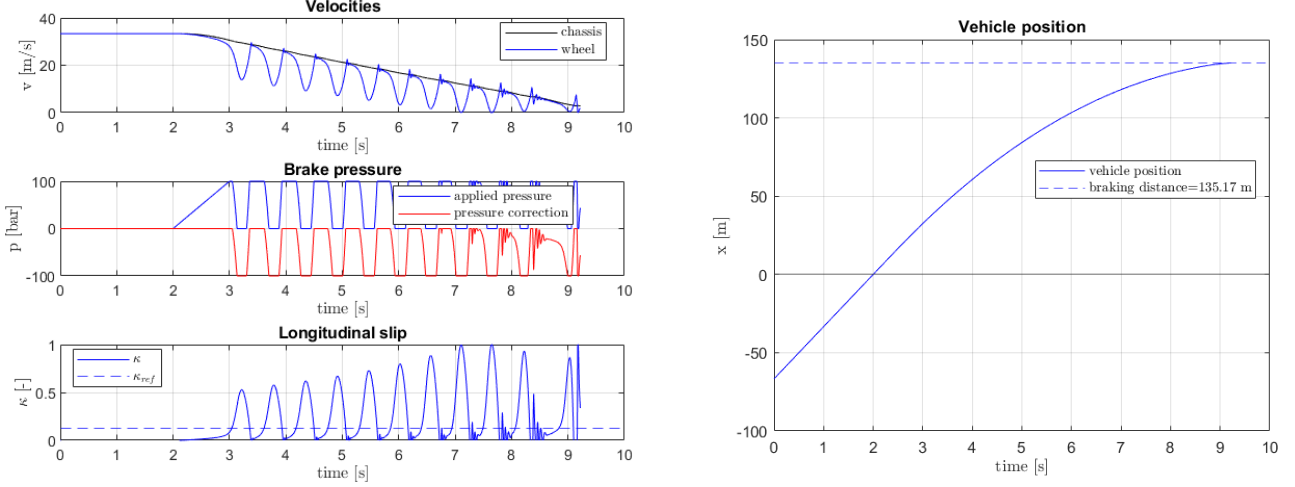 Velocities
v [m/s]
40
20
0
chassis
wheel
0 1 2 3 4 5 6 7 8 9 10
time [s]
Brake pressure
p [bar]
100
0
-100
applied pressure
pressure correction
0 1 2 3 4 5 6 7 8 9 10
time [s]
Longitudinal slip
κ [-]
1
0.5
0
κ
κref
0 1 2 3 4 5 6 7 8 9 10
time [s]
Vehicle position
x [m]
150
100
50
0
-50
-100
vehicle position
braking distance=135.17 m
0 1 2 3 4 5 6 7 8 9 10
time [s]